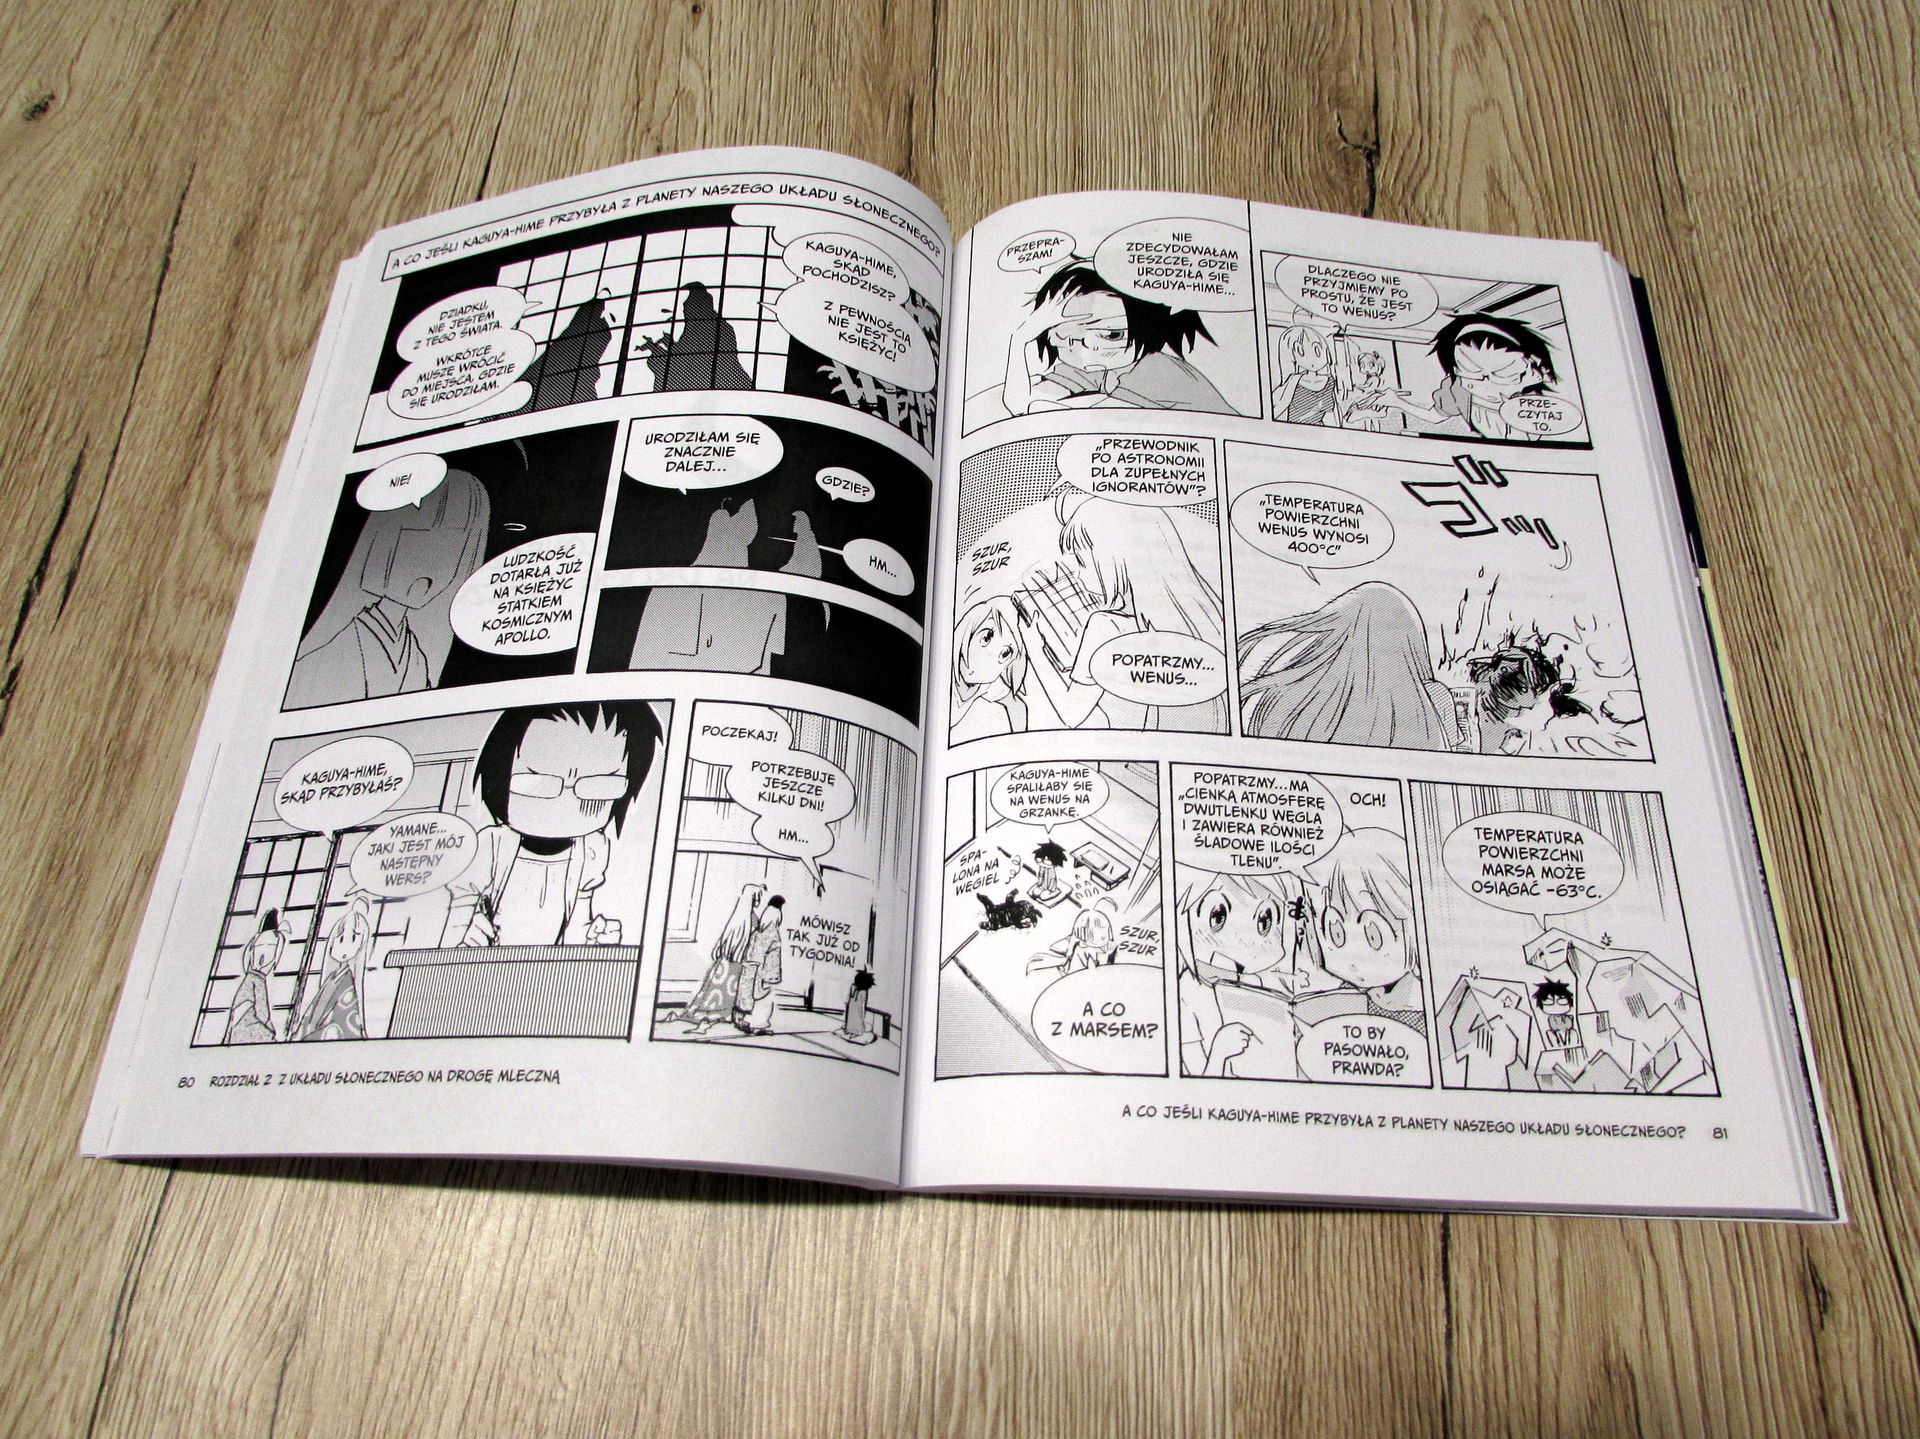 A CO JEŚLI KAGUYA-HIME PRZYBYŁA Z PLANETY NASZEGO UKŁADU SŁONECZNEGO?
DZIADKU,
NIE JESTEM
Z TEGO ŚWIATA.
WKRÓTCE
MUSZĘ WRÓCIĆ
DO MIEJSCA, GDZIE
SIĘ URODZIŁAM.
KAGUYA-HIME,
SKĄD
POCHODZISZ?
Z PEWNOŚCIĄ
NIE JEST TO
KSIĘŻYC!
NIE!
LUDZKOŚĆ
DOTARŁA JUŻ
NA KSIĘŻYC
STATKIEM
KOSMICZNYM
APOLLO.
URODZIŁAM SIĘ
ZNACZNIE
DALEJ...
GDZIE?
HM...
KAGUYA-HIME,
SKĄD PRZYBYŁAŚ?
YAMANE...
JAKI JEST MÓJ
NASTĘPNY
WERS?
POCZEKAJ!
POTRZEBUJĘ
JESZCZE
KILKU DNI!
HM...
MÓWISZ
TAK JUŻ OD
TYGODNIA!
80 ROZDZIAŁ 2 Z UKŁADU SŁONECZNEGO NA DROGĘ MLECZNĄ
PRZEPRA-
SZAM!
NIE
ZDECYDOWAŁAM
JESZCZE, GDZIE
URODZIŁA SIĘ
KAGUYA-HIME...
DLACZEGO NIE
PRZYJMIEMY PO
PROSTU, ŻE JEST
TO WENUS?
PRZE-
CZYTAJ
TO.
„PRZEWODNIK
PO ASTRONOMII
DLA ZUPEŁNYCH
IGNORANTÓW”?
SZUR,
SZUR
POPATRZMY...
WENUS...
„TEMPERATURA
POWIERZCHNI
WENUS WYNOSI
400°C”
KAGUYA-HIME
SPALIŁABY SIĘ
NA WENUS NA
GRZANKĘ.
SPA-
LONA NA
WĘGIEL
SZUR,
SZUR
A CO
Z MARSEM?
POPATRZMY...MA
„CIENKĄ ATMOSFERĘ
DWUTLENKU WĘGLA
I ZAWIERA RÓWNIEŻ
ŚLADOWE ILOŚCI
TLENU”.
OCH!
TO BY
PASOWAŁO,
PRAWDA?
TEMPERATURA
POWIERZCHNI
MARSA MOŻE
OSIĄGAĆ -63°C.
A CO JEŚLI KAGUYA-HIME PRZYBYŁA Z PLANETY NASZEGO UKŁADU SŁONECZNEGO? 81